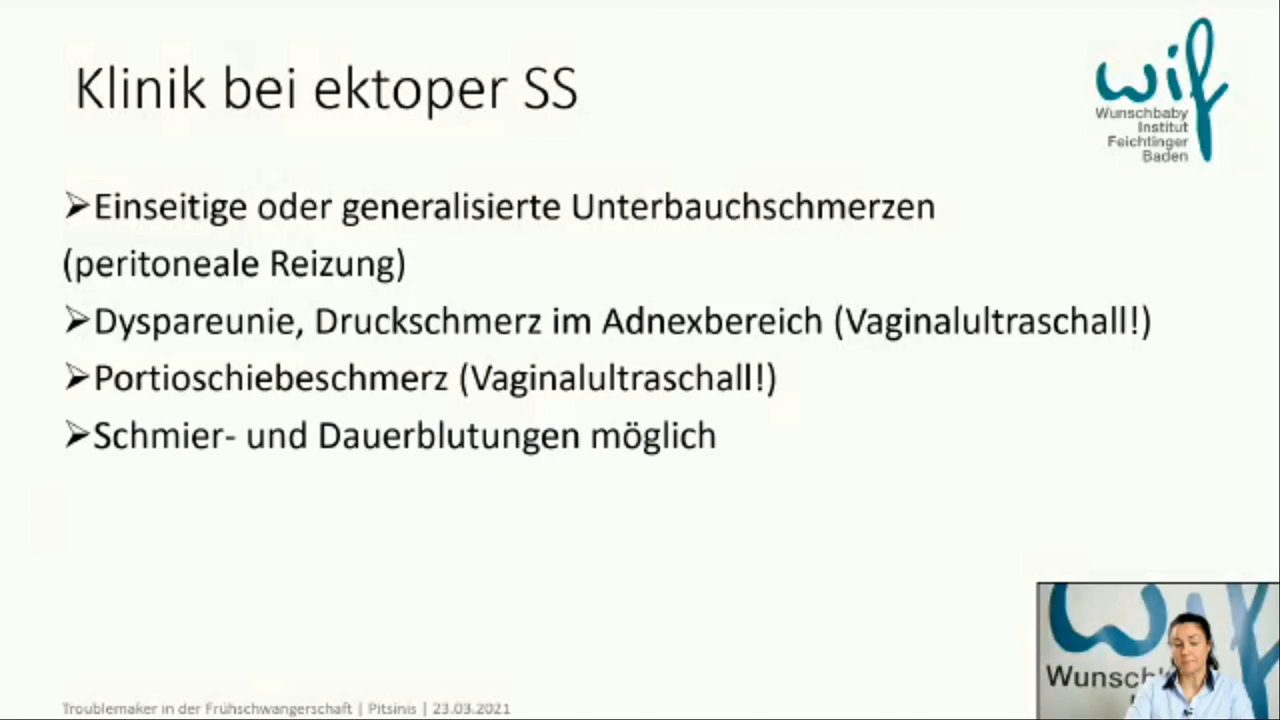 Klinik bei ektoper SS
wif
Wunschbaby
Institut
Feichtinger
Baden
➢Einseitige oder generalisierte Unterbauchschmerzen
(peritoneale Reizung)
➢Dyspareunie, Druckschmerz im Adnexbereich (Vaginalultraschall!)
➢Portioschiebeschmerz (Vaginalultraschall!)
➢Schmier- und Dauerblutungen möglich
Troublemaker in der Frühschwangerschaft | Pitsinis | 23.03.2021